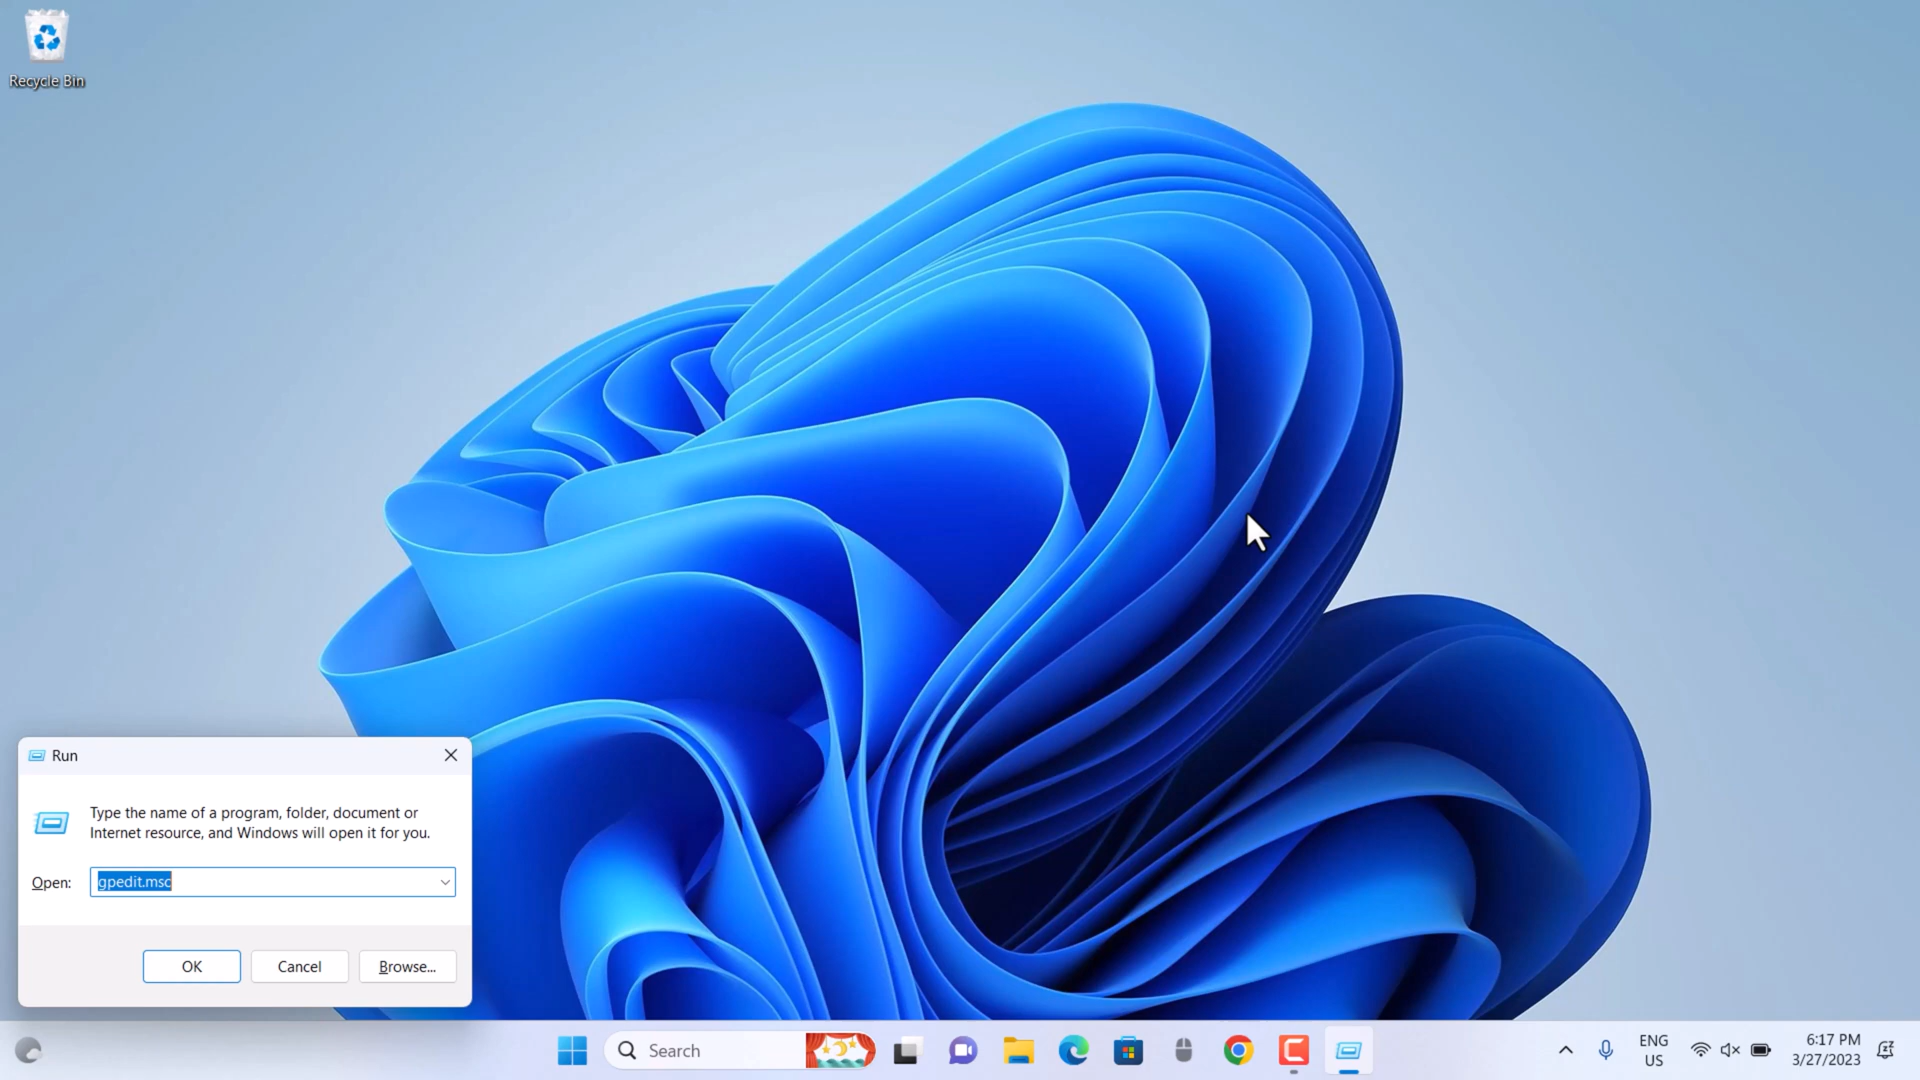 Recycle Bin
Run
Type the name of a program, folder, document or
Internet resource, and Windows will open it for you.
Open:
gpedit.msc
OK
Cancel
Browse...
Search
ENG
US
6:17 PM
3/27/2023